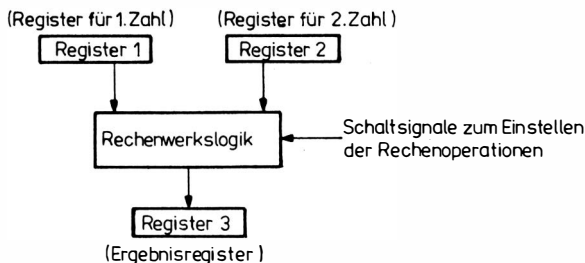 (Register für 1.Zahl) (Register für 2.Zahl)
Register 1 Register 2
Rechenwerkslogik
Schaltsignale zum Einstellen
der Rechenoperationen
Register 3
(Ergebnisregister)